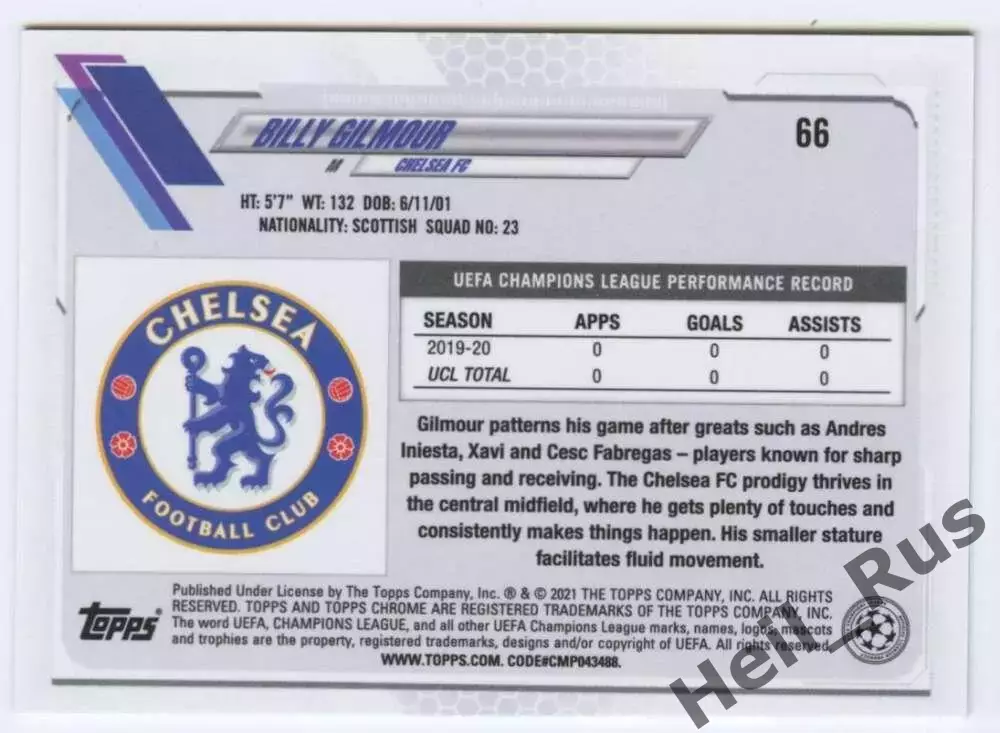 BILLY GILMOUR
66
M CHELSEA FC
HT: 5'7" WT: 132 DOB: 6/11/01
NATIONALITY: SCOTTISH SQUAD NO: 23
CHELSEA
FOOTBALL CLUB
UEFA CHAMPIONS LEAGUE PERFORMANCE RECORD
SEASON APPS GOALS ASSISTS
2019-20 0 0 0
UCL TOTAL 0 0 0
Gilmour patterns his game after greats such as Andres
Iniesta, Xavi and Cesc Fabregas – players known for sharp
passing and receiving. The Chelsea FC prodigy thrives in
the central midfield, where he gets plenty of touches and
consistently makes things happen. His smaller stature
facilitates fluid movement.
Topps
Published Under License by The Topps Company, Inc. ® & © 2021 THE TOPPS COMPANY, INC. ALL RIGHTS
RESERVED. TOPPS AND TOPPS CHROME ARE REGISTERED TRADEMARKS OF THE TOPPS COMPANY, INC.
The word UEFA, CHAMPIONS LEAGUE, and all other UEFA Champions League marks, names, logos, mascots
and trophies are the property, registered trademarks, designs and/or copyright of UEFA. All rights reserved.
WWW.TOPPS.COM. CODE#CMP043488.
Hell_Rus